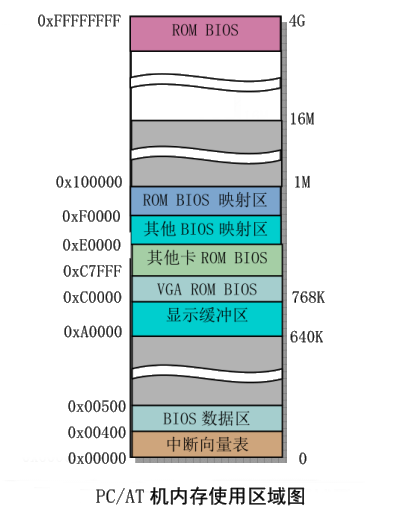 0xFFFFFFFF ROM BIOS 4G
16M
0x100000 1M
ROM BIOS 映射区
0xF0000
其他 BIOS 映射区
0xE0000
其他卡 ROM BIOS
0xC7FFF
VGA ROM BIOS
0xC0000 768K
显示缓冲区
0xA0000 640K
0x00500
BIOS 数据区
0x00400
中断向量表
0x00000 0
PC/AT 机内存使用区域图